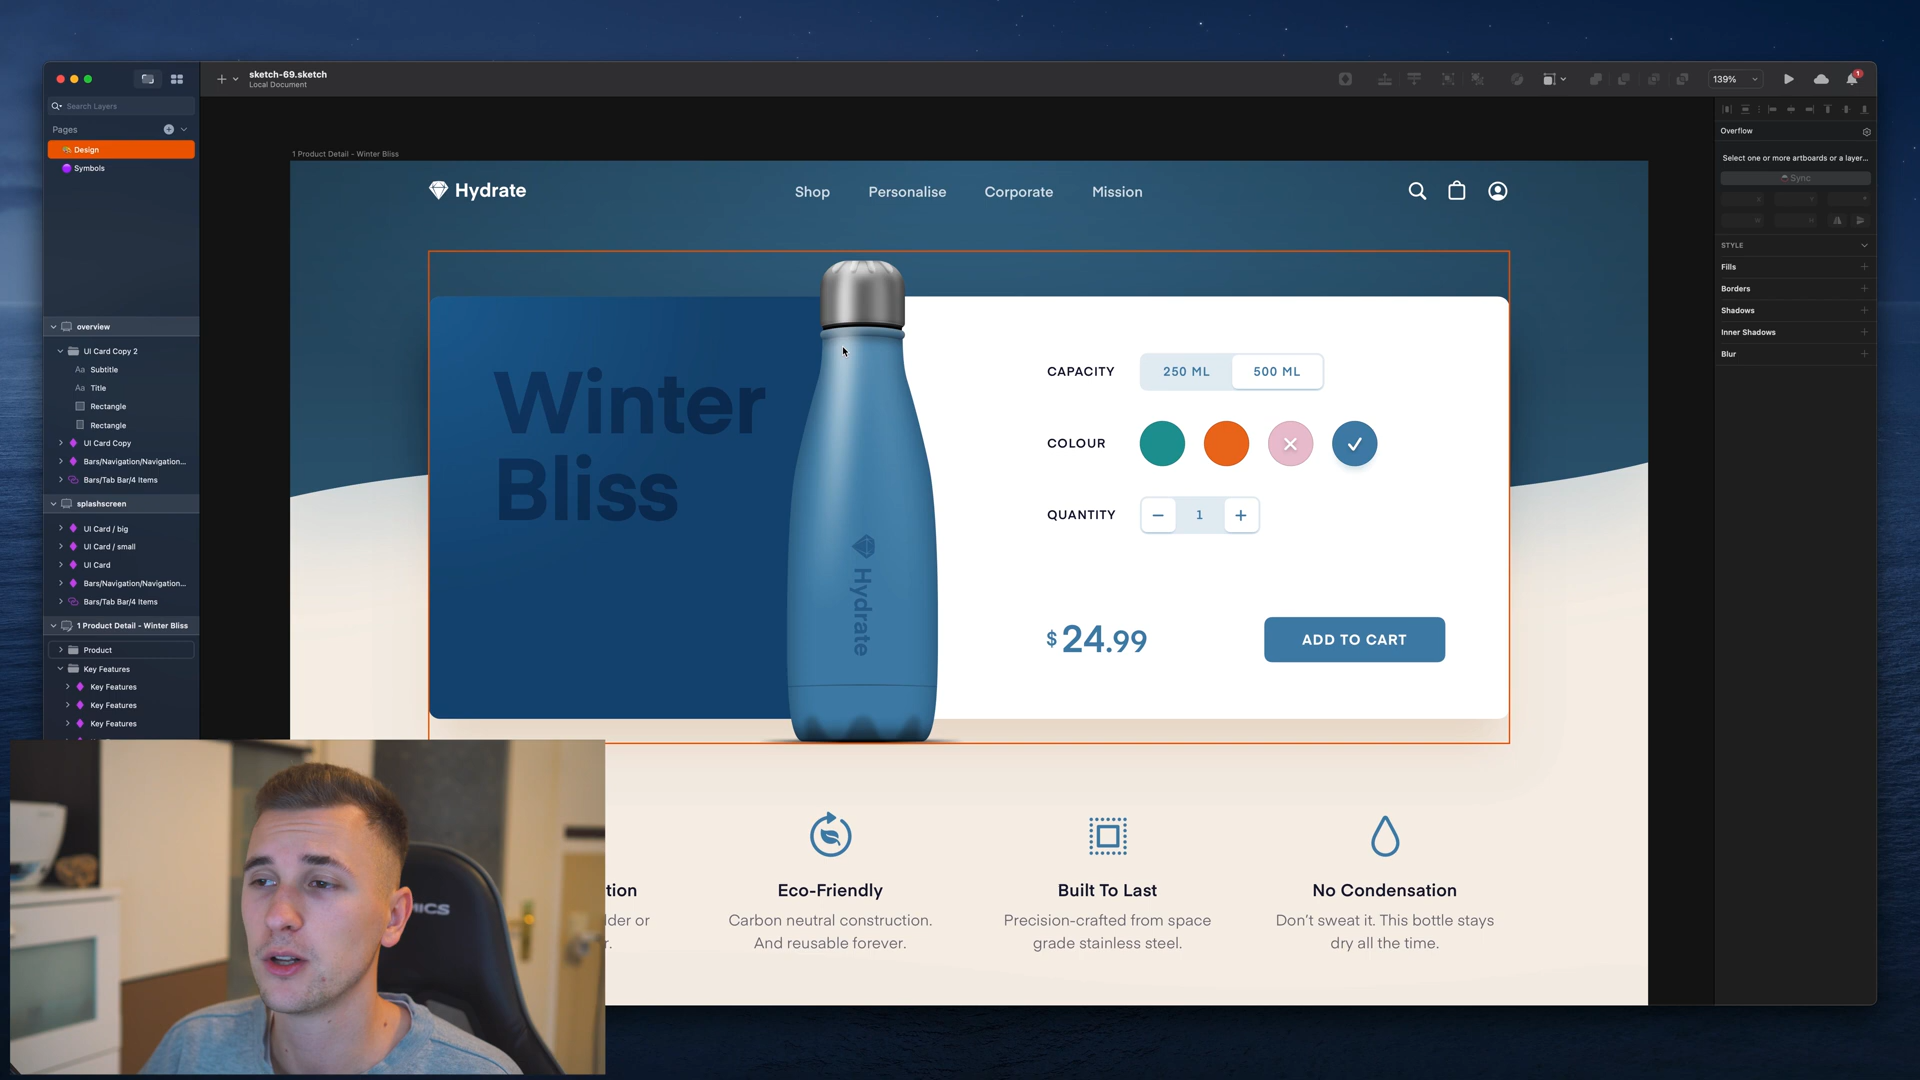 sketch-69.sketch
Local Document
139%
1
Search Layers
Pages
Design
Symbols
overview
UI Card Copy 2
Aa Subtitle
Aa Title
Rectangle
Rectangle
UI Card Copy
Bars/Navigation/Navigation...
Bars/Tab Bar/4 Items
splashscreen
UI Card / big
UI Card / small
UI Card
Bars/Navigation/Navigation...
Bars/Tab Bar/4 Items
1 Product Detail - Winter Bliss
Product
Key Features
Key Features
Key Features
Key Features
1 Product Detail - Winter Bliss
Hydrate
Shop Personalise Corporate Mission
Winter
Bliss
Hydrate
CAPACITY 250 ML 500 ML
COLOUR
QUANTITY − 1 +
$24.99
ADD TO CART
tion
lder or
r.
Eco-Friendly
Carbon neutral construction.
And reusable forever.
Built To Last
Precision-crafted from space
grade stainless steel.
No Condensation
Don't sweat it. This bottle stays
dry all the time.
Overflow
Select one or more artboards or a layer...
Sync
STYLE
Fills
Borders
Shadows
Inner Shadows
Blur
MICS